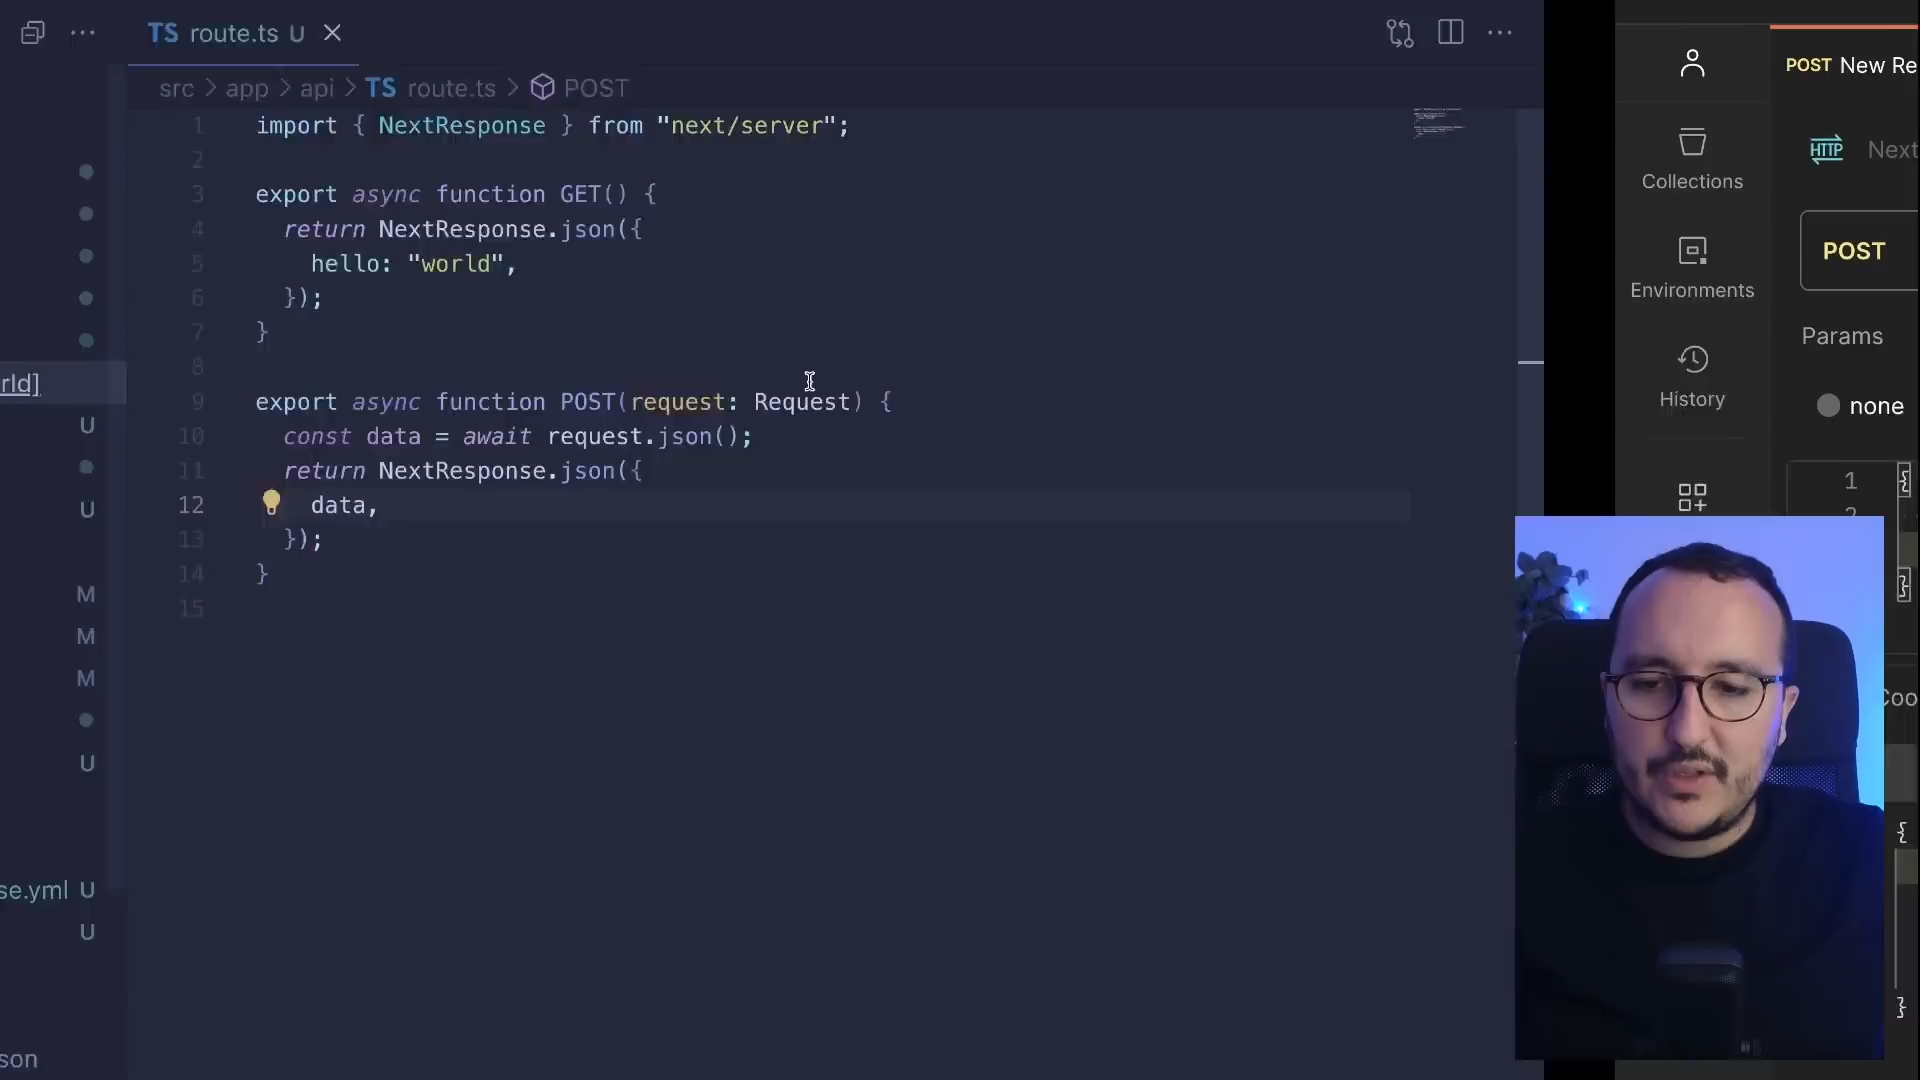 TS route.ts U
src > app > api > TS route.ts > POST
1 import { NextResponse } from "next/server";
2
3 export async function GET() {
4 return NextResponse.json({
5 hello: "world",
6 });
7 }
8
9 export async function POST(request: Request) {
10 const data = await request.json();
11 return NextResponse.json({
12 data,
13 });
14 }
15
rld]
U
U
M
M
M
U
se.yml U
U
son
POST New Re
Collections
HTTP Next
Environments
POST
Params
History
none
1 {
2
}
Coo
{
}